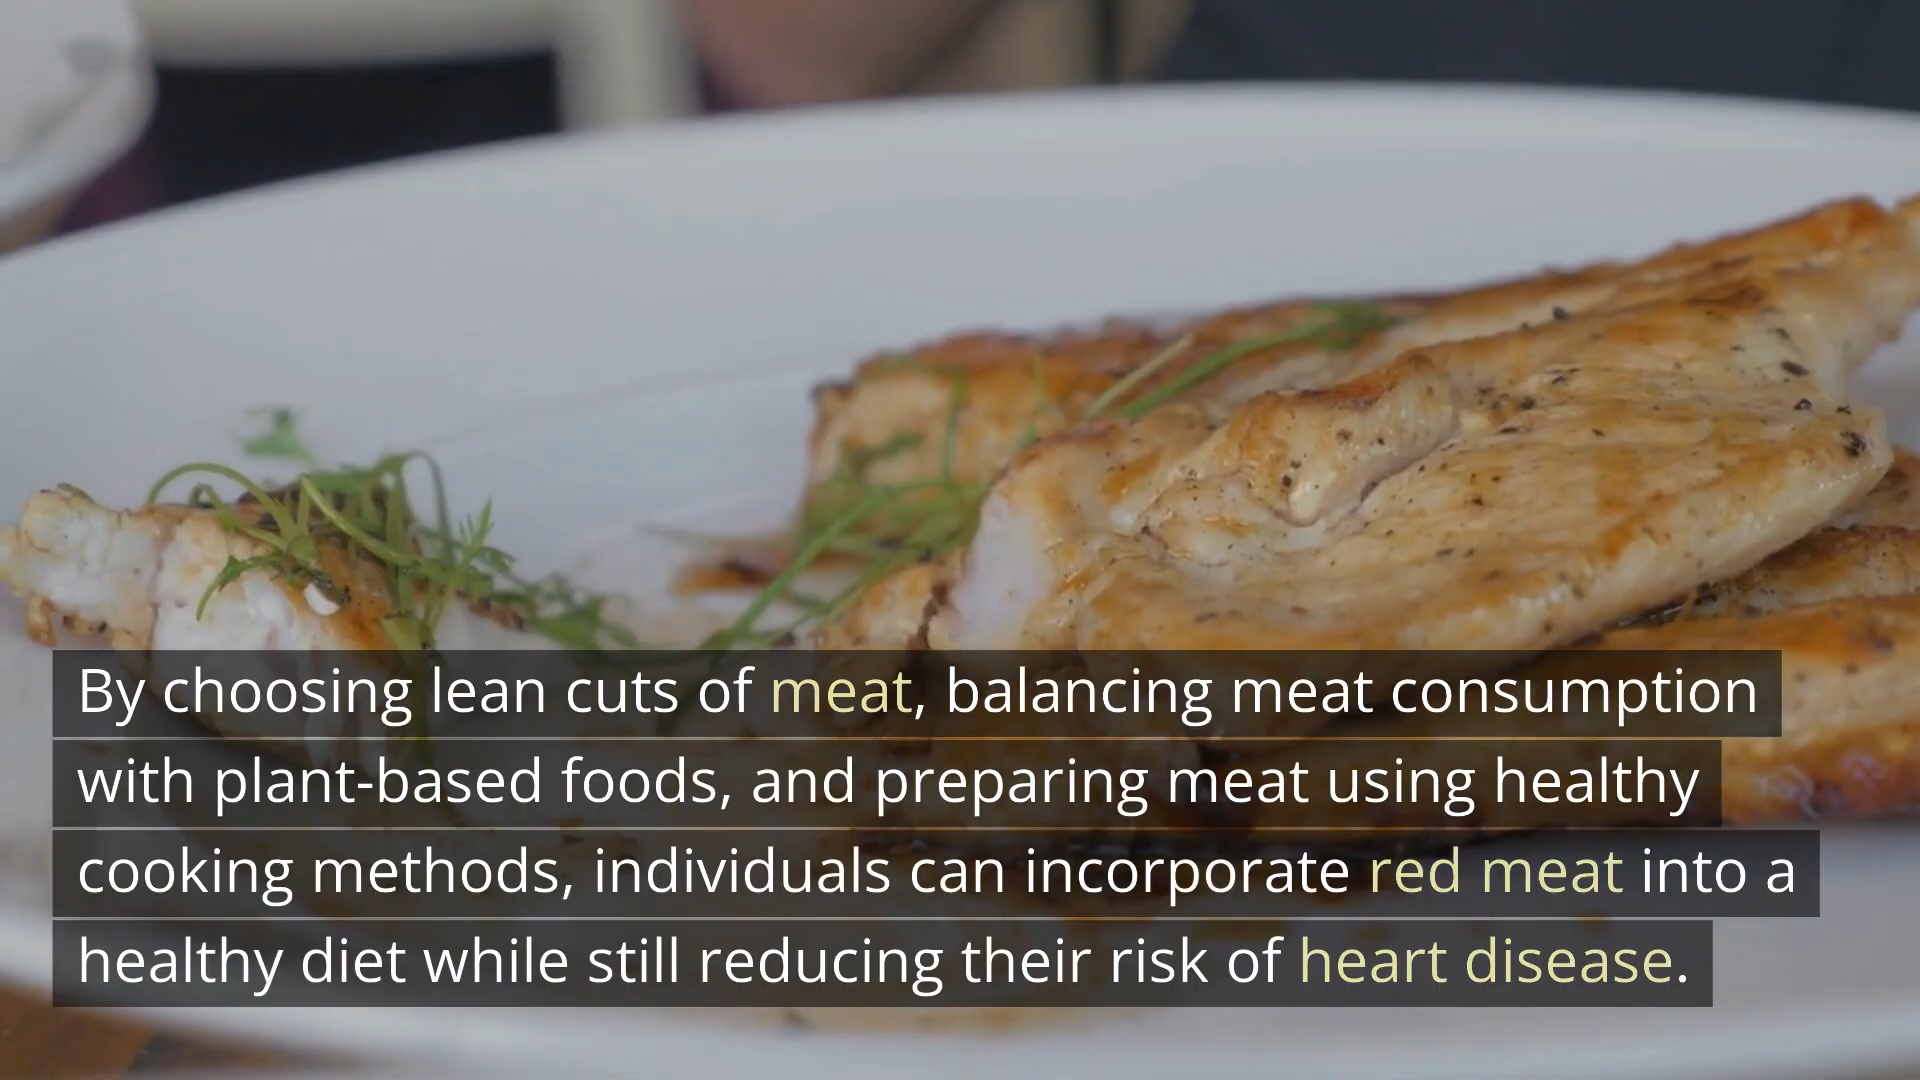 By choosing lean cuts of meat, balancing meat consumption
with plant-based foods, and preparing meat using healthy
cooking methods, individuals can incorporate red meat into a
healthy diet while still reducing their risk of heart disease.